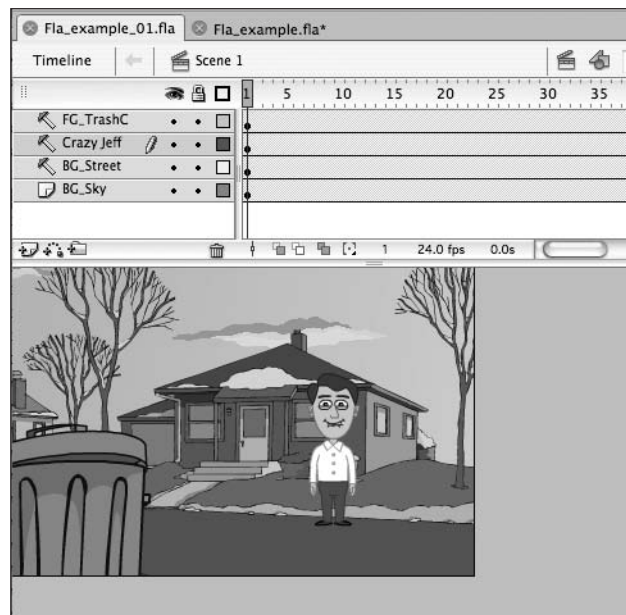 Fla_example_01.fla Fla_example.fla*
Timeline Scene 1
1 5 10 15 20 25 30 35
FG_TrashC
Crazy Jeff
BG_Street
BG_Sky
1 24.0 fps 0.0s